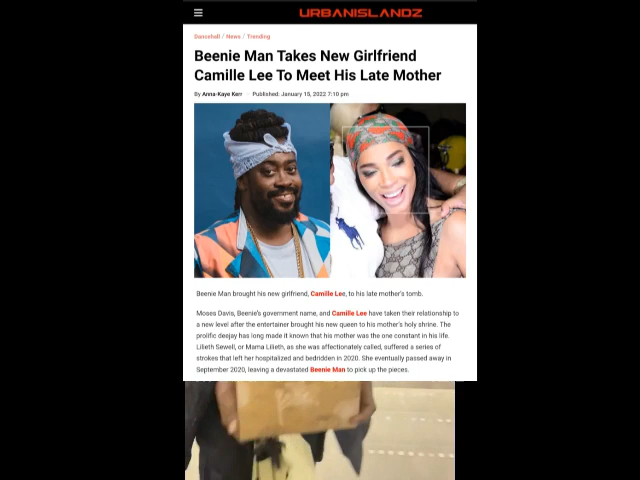 URBANISLANDZ
Dancehall / News / Trending
Beenie Man Takes New Girlfriend
Camille Lee To Meet His Late Mother
By Anna-Kaye Kerr Published: January 15, 2022 7:10 pm
Beenie Man brought his new girlfriend, Camille Lee, to his late mother's tomb.
Moses Davis, Beenie's government name, and Camille Lee have taken their relationship to
a new level after the entertainer brought his new queen to his mother's holy shrine. The
prolific deejay has long made it known that his mother was the one constant in his life.
Lilieth Sewell, or Mama Lilieth, as she was affectionately called, suffered a series of
strokes that left her hospitalized and bedridden in 2020. She eventually passed away in
September 2020, leaving a devastated Beenie Man to pick up the pieces.